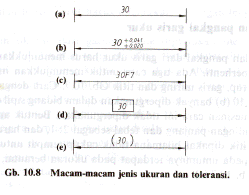 (a) 30
(b) 30 +0.041 +0.020
(c) 30F7
(d) 30
(e) (30)
Gb. 10.8 Macam-macam jenis ukuran dan toleransi.